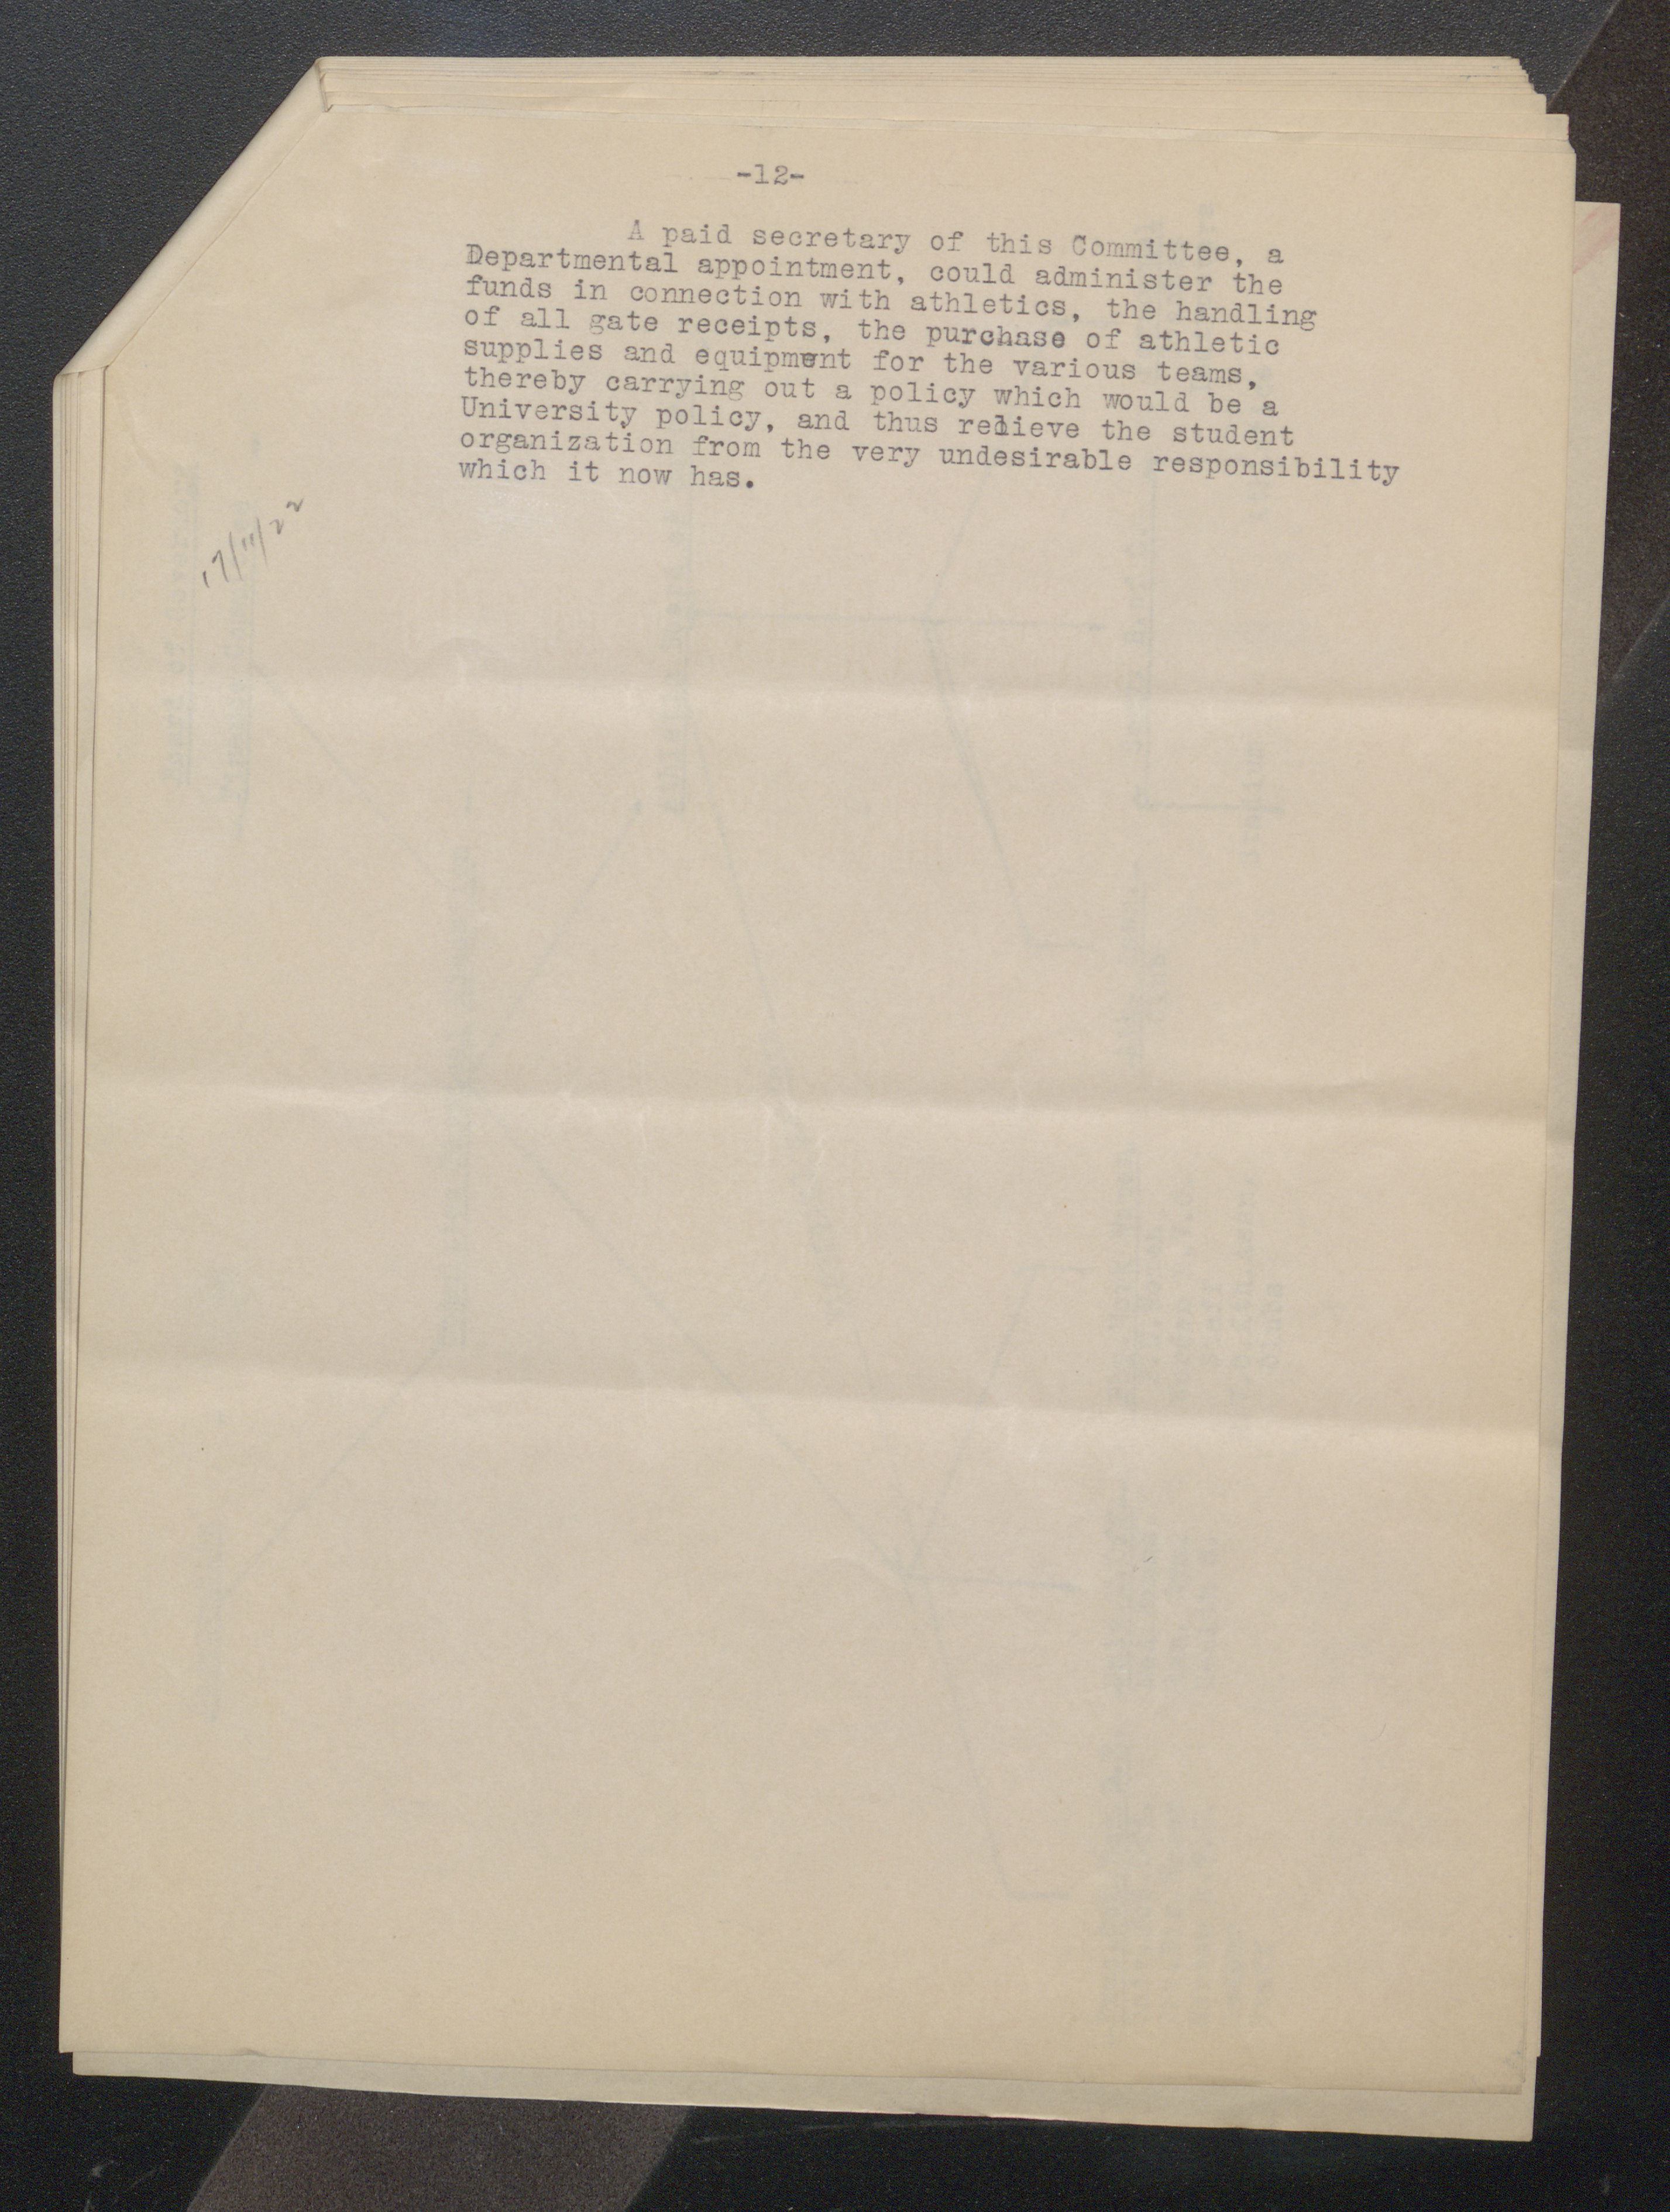 -12-
A paid secretary of this Committee, a
Departmental appointment, could administer the
funds in connection with athletics, the handling
of all gate receipts, the purchase of athletic
supplies and equipment for the various teams,
thereby carrying out a policy which would be a
University policy, and thus relieve the student
organization from the very undesirable responsibility
which it now has.
17/11/22